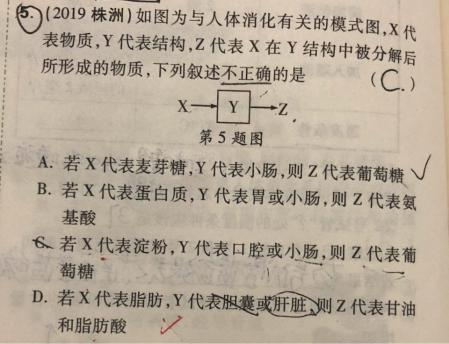 5. (2019 株洲)如图为与人体消化有关的模式图,X 代
表物质,Y 代表结构,Z 代表 X 在 Y 结构中被分解后
所形成的物质,下列叙述不正确的是 ( C. )
X → Y → Z
第 5 题图
A. 若 X 代表麦芽糖,Y 代表小肠,则 Z 代表葡萄糖
B. 若 X 代表蛋白质,Y 代表胃或小肠,则 Z 代表氨
基酸
C. 若 X 代表淀粉,Y 代表口腔或小肠,则 Z 代表葡
萄糖
D. 若 X 代表脂肪,Y 代表胆囊或肝脏,则 Z 代表甘油
和脂肪酸